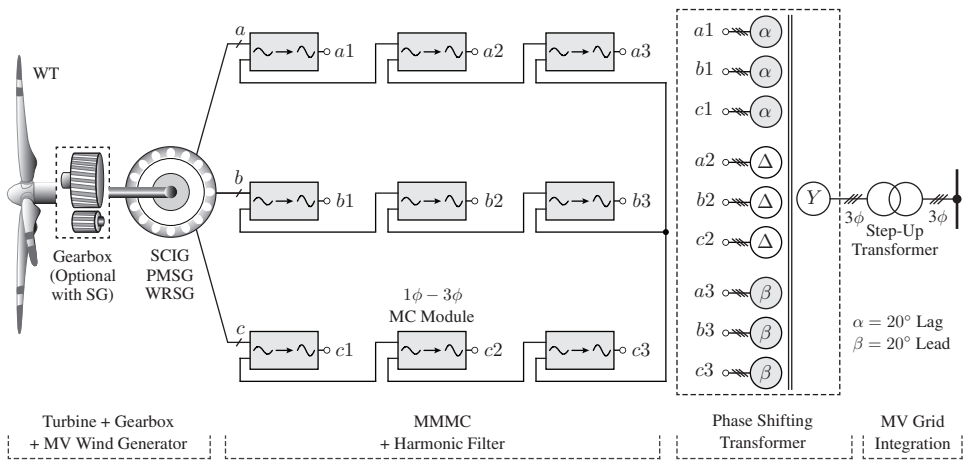 WT
a
a1
a2
a3
b
b1
b2
b3
c
c1
c2
c3
1ϕ − 3ϕ
MC Module
Gearbox
(Optional
with SG)
SCIG
PMSG
WRSG
a1
α
b1
α
c1
α
a2
Δ
b2
Δ
c2
Δ
a3
β
b3
β
c3
β
Y
3ϕ
3ϕ
Step-Up
Transformer
α = 20° Lag
β = 20° Lead
Turbine + Gearbox
+ MV Wind Generator
MMMC
+ Harmonic Filter
Phase Shifting
Transformer
MV Grid
Integration